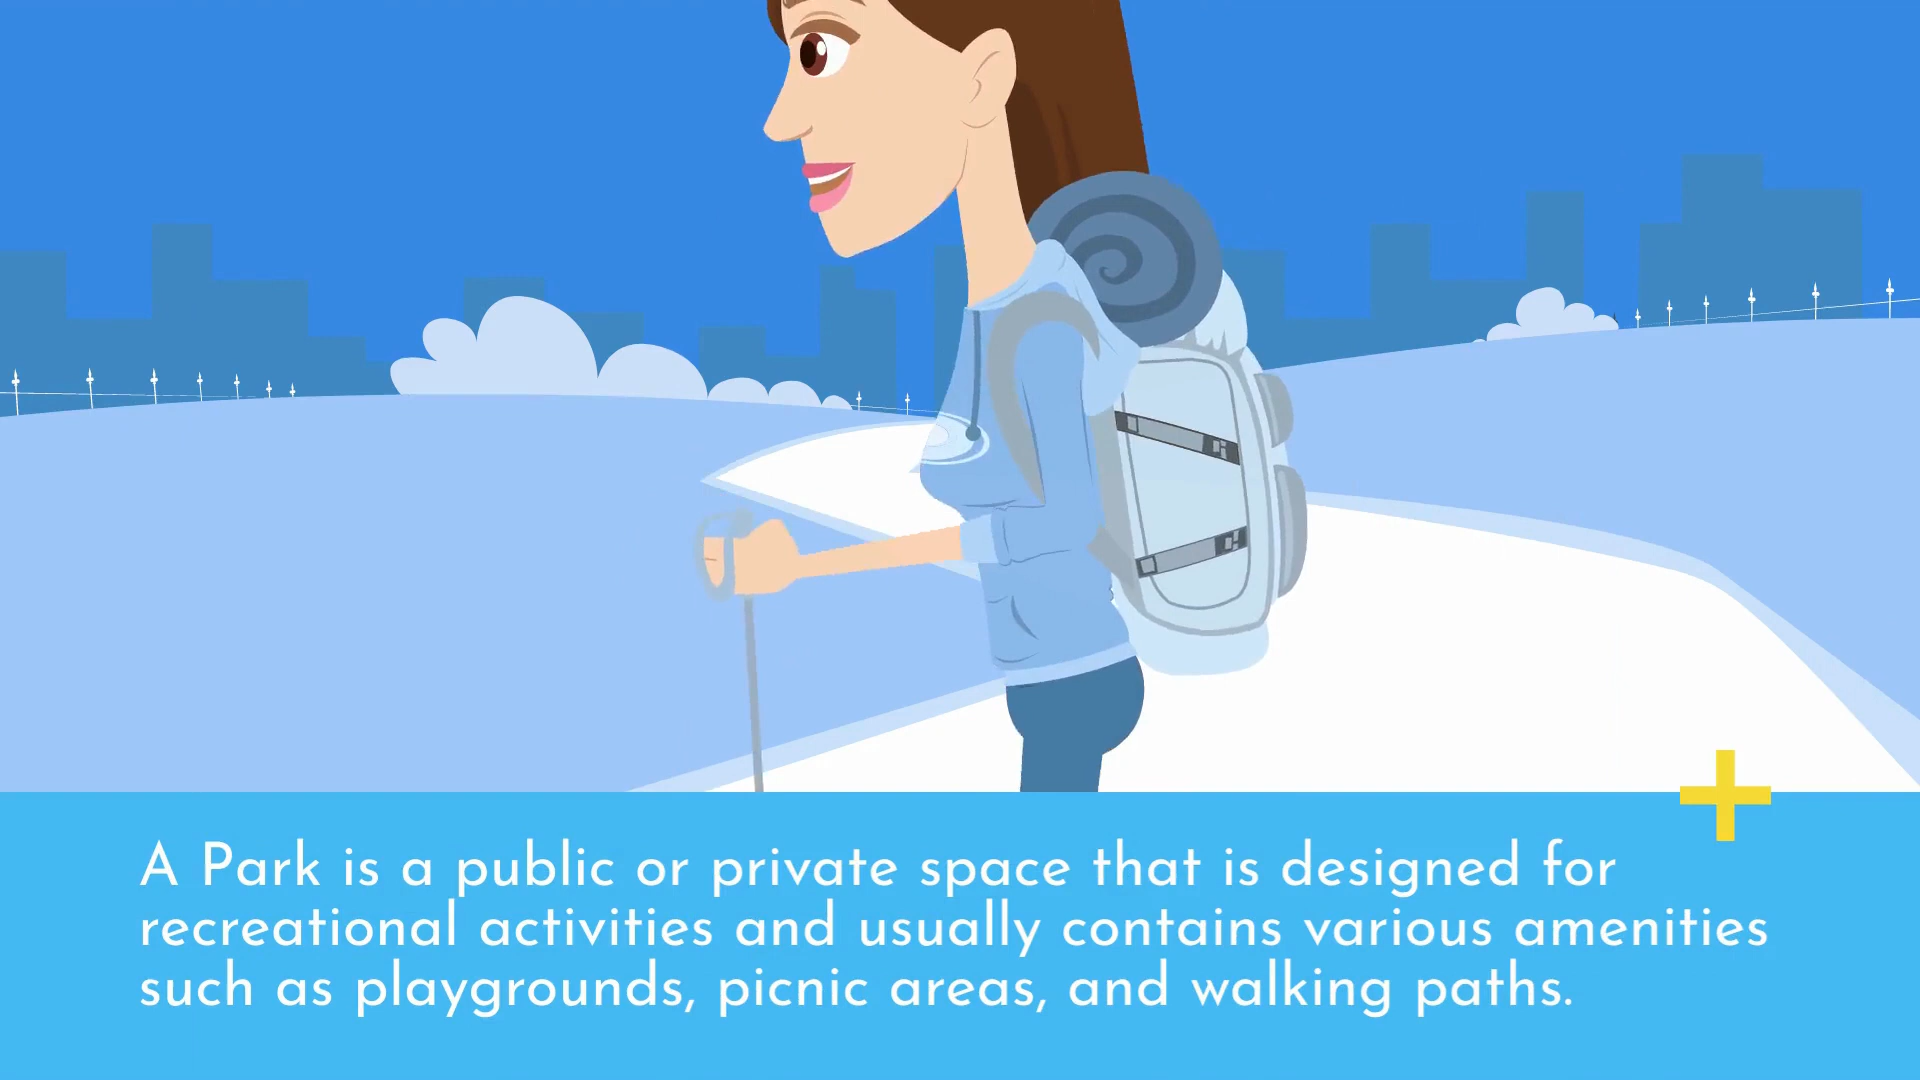 A Park is a public or private space that is designed for
recreational activities and usually contains various amenities
such as playgrounds, picnic areas, and walking paths.